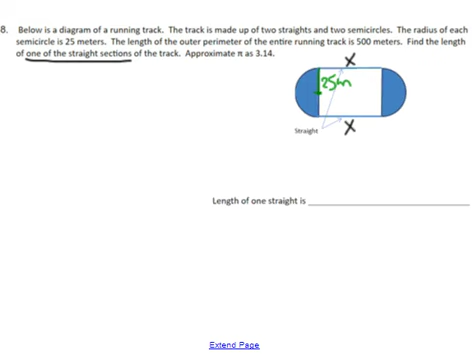 8. Below is a diagram of a running track. The track is made up of two straights and two semicircles. The radius of each
semicircle is 25 meters. The length of the outer perimeter of the entire running track is 500 meters. Find the length
of one of the straight sections of the track. Approximate π as 3.14.
X
25m
Straight
X
Length of one straight is
Extend Page